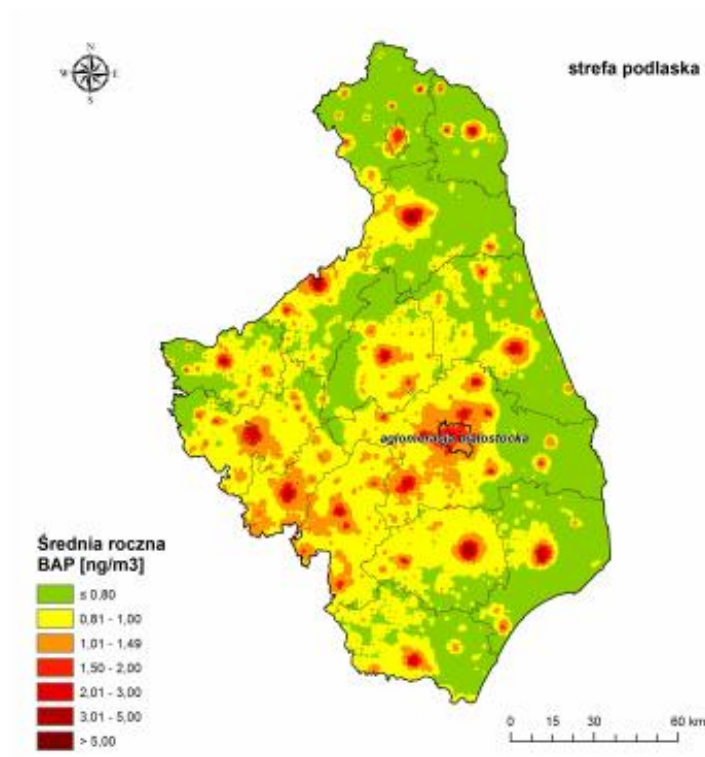 N
W E
S
strefa podlaska
aglomeracja białostocka
Średnia roczna
BAP [ng/m3]
≤ 0,80
0,81 - 1,00
1,01 - 1,49
1,50 - 2,00
2,01 - 3,00
3,01 - 5,00
> 5,00
0 15 30 60 km